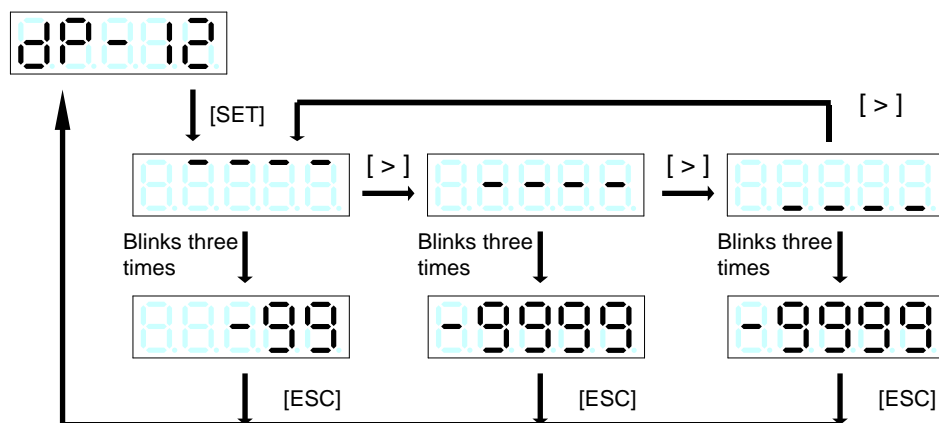 dP-12
[SET]
[ > ]
- - - -
[ > ]
- - - -
[ > ]
- - - -
Blinks three
times
Blinks three
times
Blinks three
times
-99
-9999
-9999
[ESC]
[ESC]
[ESC]